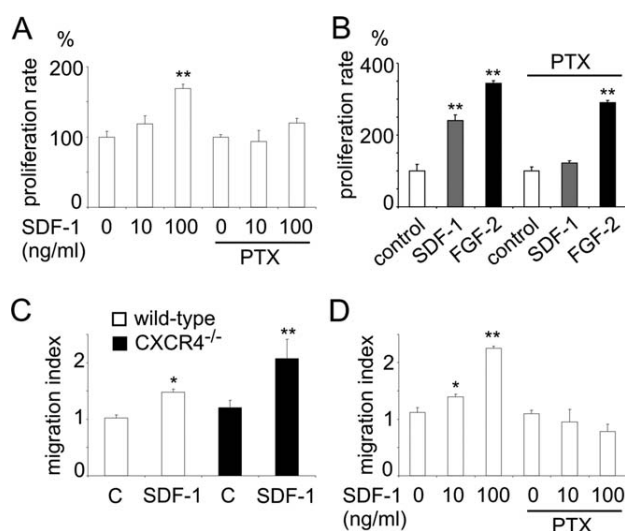 A
%
proliferation rate
200
100
0
**
SDF-1
(ng/ml)
0 10 100 0 10 100
PTX
B
%
proliferation rate
400
200
0
**
**
PTX
**
control
SDF-1
FGF-2
control
SDF-1
FGF-2
C
wild-type
CXCR4-/-
migration index
2
1
0
*
**
C SDF-1 C SDF-1
D
migration index
2
1
0
*
**
SDF-1
(ng/ml)
0 10 100 0 10 100
PTX